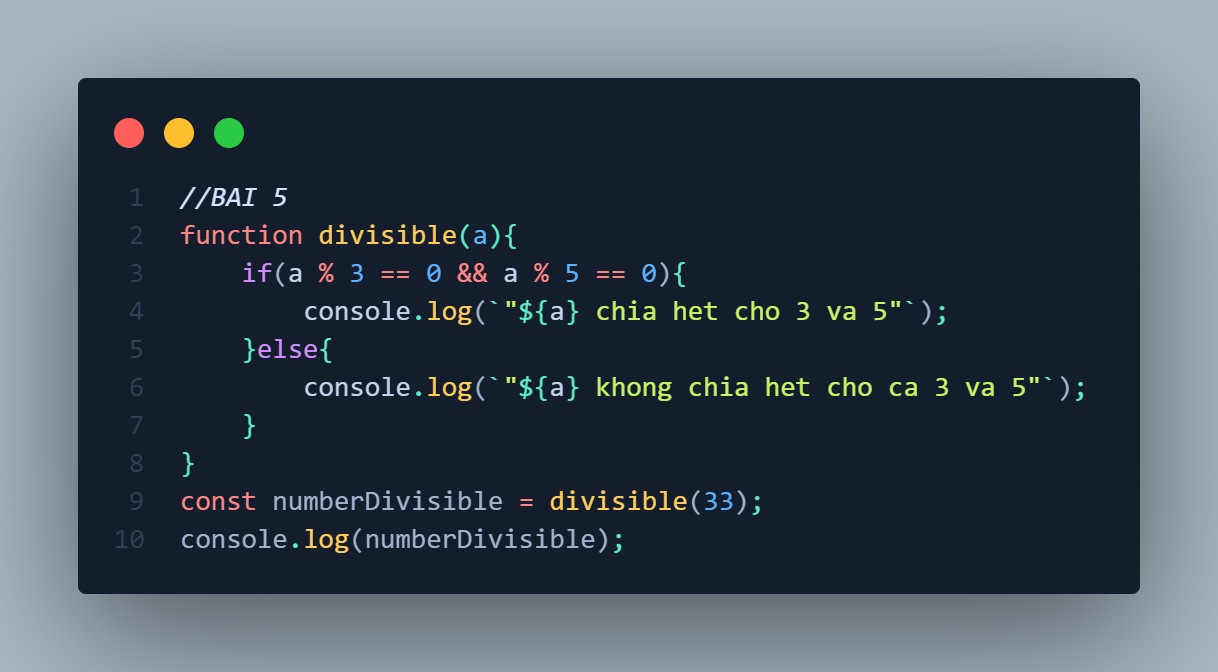 1 //BAI 5
2 function divisible(a){
3     if(a % 3 == 0 && a % 5 == 0){
4         console.log(`"${a} chia het cho 3 va 5"`);
5     }else{
6         console.log(`"${a} khong chia het cho ca 3 va 5"`);
7     }
8 }
9 const numberDivisible = divisible(33);
10 console.log(numberDivisible);